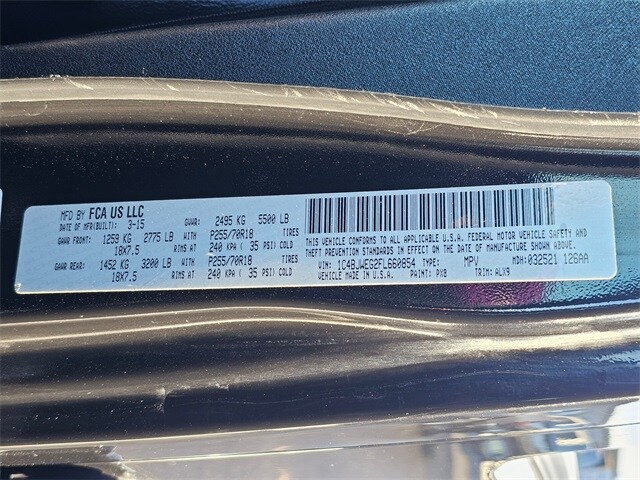 MFD BY FCA US LLC
DATE OF MFR(BUILT): 3-15 GVWR: 2495 KG 5500 LB
GAWR FRONT: 1259 KG 2775 LB WITH P255/70R18 TIRES
18X7.5 RIMS AT 240 KPA ( 35 PSI) COLD
GAWR REAR: 1452 KG 3200 LB WITH P255/70R18 TIRES
18X7.5 RIMS AT 240 KPA ( 35 PSI) COLD
THIS VEHICLE CONFORMS TO ALL APPLICABLE U.S.A. FEDERAL MOTOR VEHICLE SAFETY AND
THEFT PREVENTION STANDARDS IN EFFECT ON THE DATE OF MANUFACTURE SHOWN ABOVE.
VIN: 1C4BJWEG2FL660854 TYPE: MPV MDH: 032521 126AA
VEHICLE MADE IN U.S.A. PAINT: PX8 TRIM: ALX9